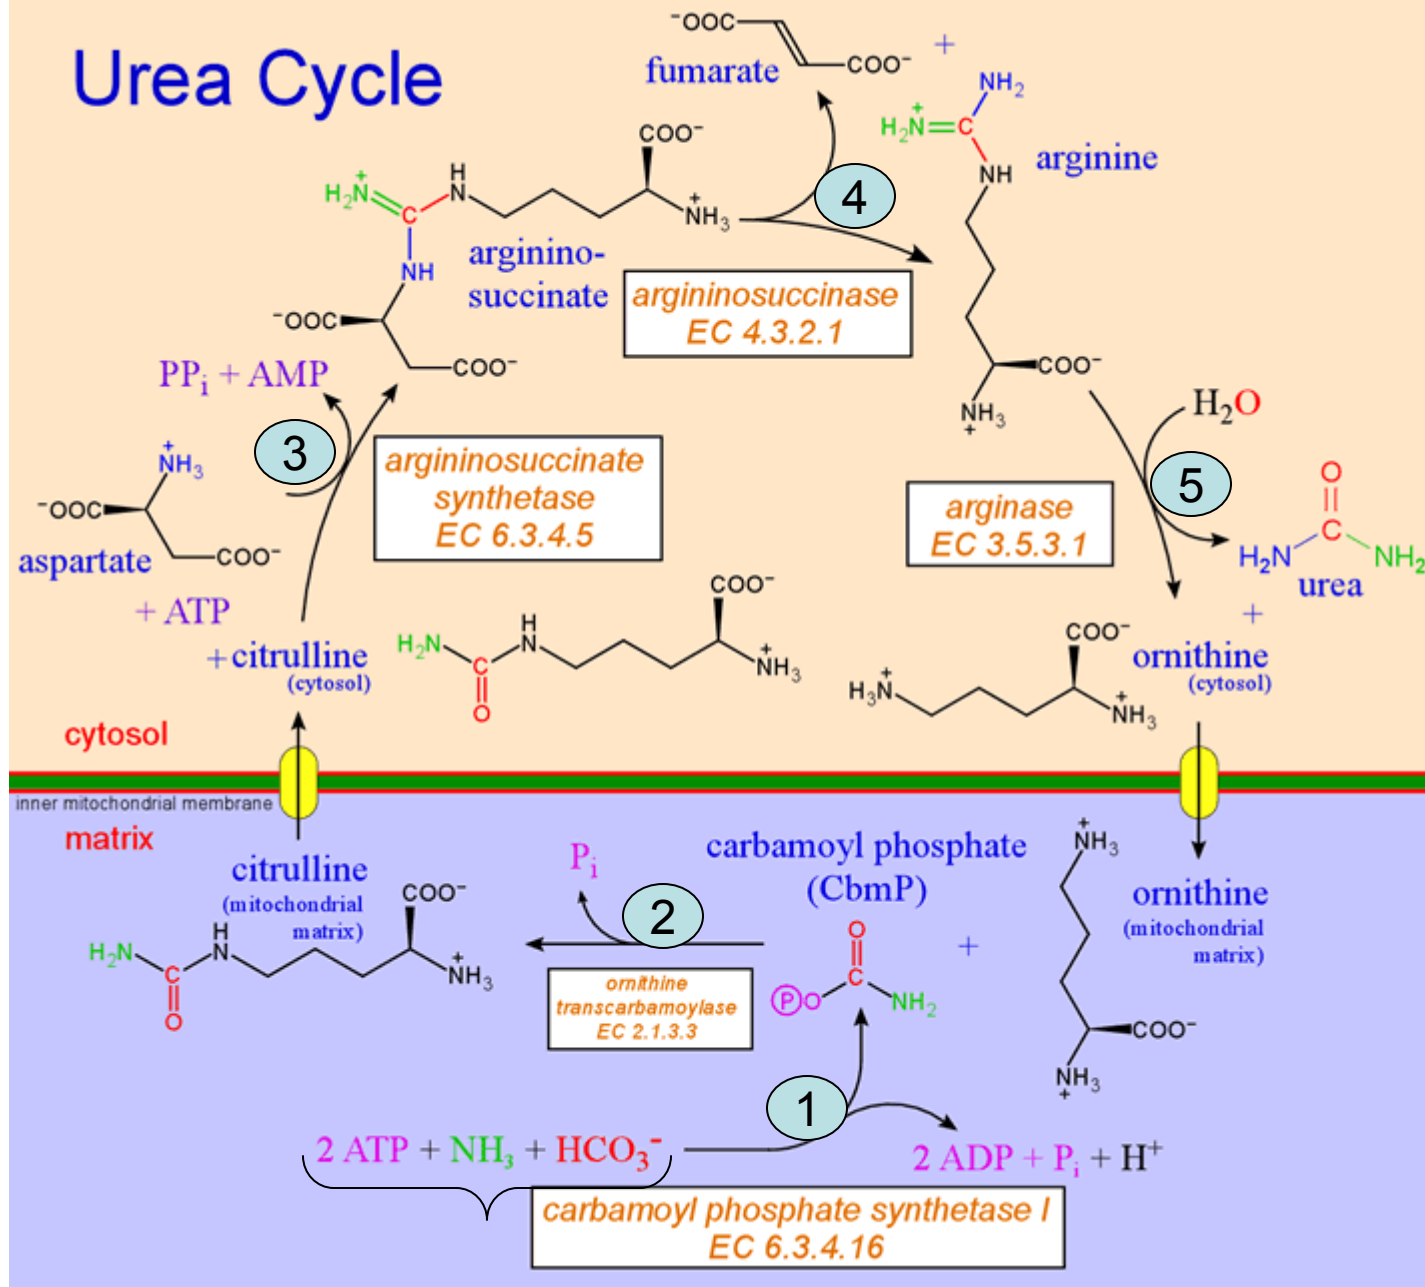 Urea Cycle
⁻OOC
COO⁻
fumarate
+
NH₂
H₂N⁺
C
NH
arginine
COO⁻
NH₃⁺
COO⁻
H₂N⁺
C
H
N
NH₃⁺
NH
⁻OOC
COO⁻
arginino-
succinate
4
argininosuccinase
EC 4.3.2.1
PPᵢ + AMP
3
argininosuccinate
synthetase
EC 6.3.4.5
NH₃⁺
⁻OOC
COO⁻
aspartate
+ ATP
+ citrulline
(cytosol)
H₂N
C
O
H
N
COO⁻
NH₃⁺
H₂O
5
arginase
EC 3.5.3.1
O
C
H₂N
NH₂
urea
+
ornithine
(cytosol)
H₃N⁺
COO⁻
NH₃⁺
cytosol
inner mitochondrial membrane
matrix
citrulline
(mitochondrial
matrix)
H₂N
C
O
H
N
COO⁻
NH₃⁺
Pᵢ
2
ornithine
transcarbamoylase
EC 2.1.3.3
carbamoyl phosphate
(CbmP)
O
C
P
O
NH₂
+
NH₃⁺
COO⁻
NH₃⁺
ornithine
(mitochondrial
matrix)
1
2 ATP + NH₃ + HCO₃⁻
2 ADP + Pᵢ + H⁺
carbamoyl phosphate synthetase I
EC 6.3.4.16